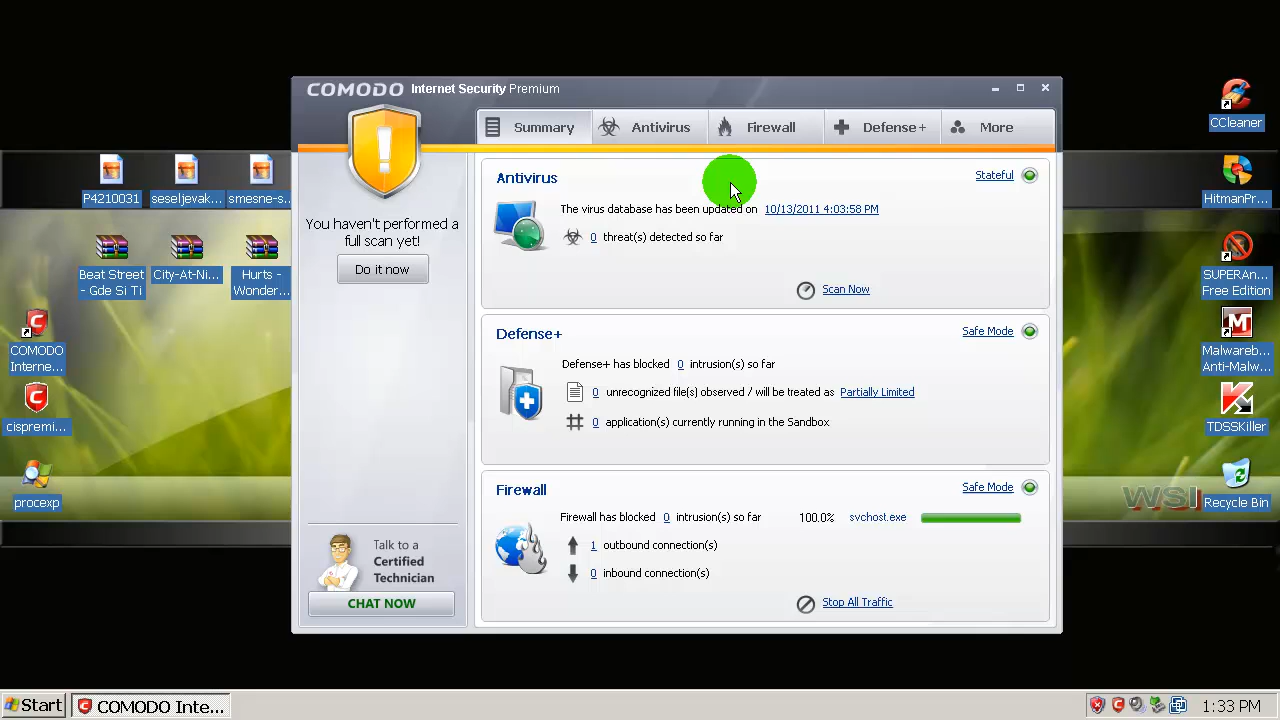 COMODO Internet Security Premium
Summary
Antivirus
Firewall
Defense+
More
You haven't performed a
full scan yet!
Do it now
Talk to a
Certified
Technician
CHAT NOW
Antivirus
Stateful
The virus database has been updated on 10/13/2011 4:03:58 PM
0 threat(s) detected so far
Scan Now
Defense+
Safe Mode
Defense+ has blocked 0 intrusion(s) so far
0 unrecognized file(s) observed / will be treated as Partially Limited
0 application(s) currently running in the Sandbox
Firewall
Safe Mode
Firewall has blocked 0 intrusion(s) so far
100.0% svchost.exe
1 outbound connection(s)
0 inbound connection(s)
Stop All Traffic
P4210031
seseljevak...
smesne-s...
Beat Street
- Gde Si Ti
City-At-Ni...
Hurts -
Wonder...
COMODO
Interne...
cispremi...
procexp
CCleaner
HitmanPr...
SUPERAn...
Free Edition
Malwareb...
Anti-Malw...
TDSSKiller
WSI
Recycle Bin
Start
COMODO Inte...
1:33 PM